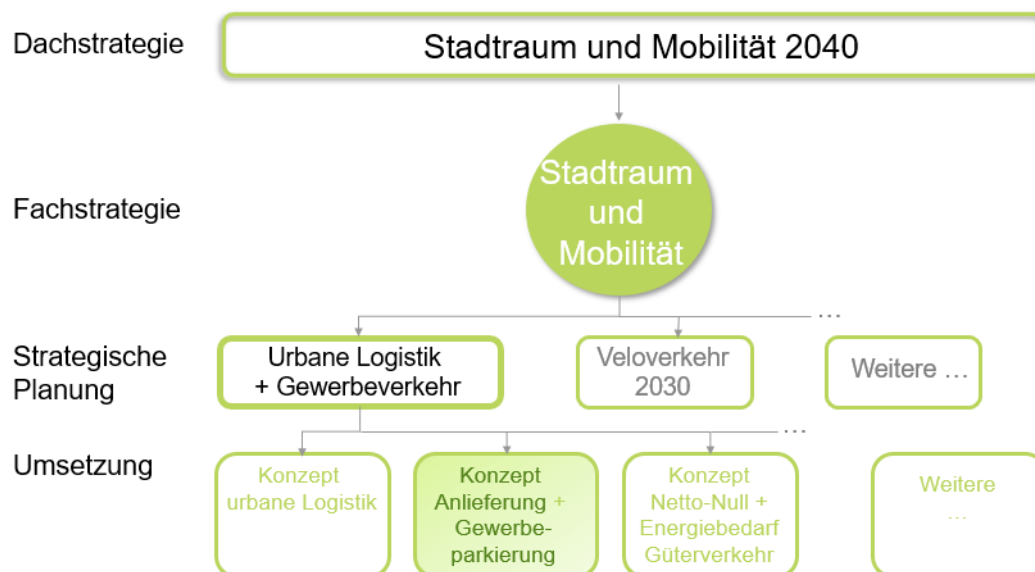 Dachstrategie
Stadtraum und Mobilität 2040
Fachstrategie
Stadtraum
und
Mobilität
...
Strategische
Planung
Urbane Logistik
+ Gewerbeverkehr
Veloverkehr
2030
Weitere ...
...
Umsetzung
Konzept
urbane Logistik
Konzept
Anlieferung +
Gewerbe-
parkierung
Konzept
Netto-Null +
Energiebedarf
Güterverkehr
Weitere
...